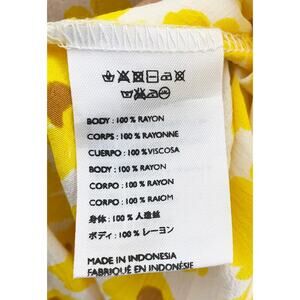 BODY : 100 % RAYON
CORPS : 100 % RAYONNE
CUERPO : 100 % VISCOSA
BODY : 100 % RAYON
CORPO : 100 % RAYON
CORPO : 100 % RAIOM
身体 : 100 % 人造丝
ボディ : 100 % レーヨン
MADE IN INDONESIA
FABRIQUÉ EN INDONÉSIE